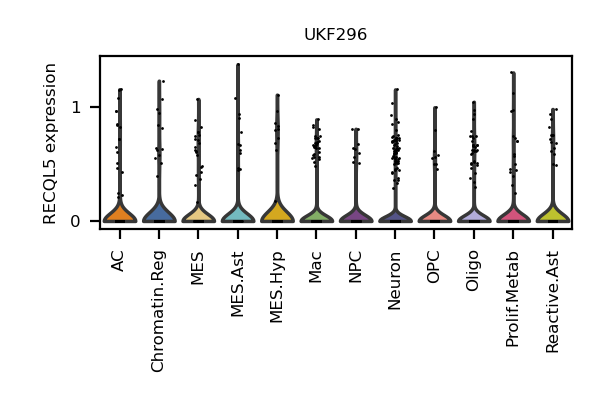 UKF296
RECQL5 expression
1
0
AC
Chromatin.Reg
MES
MES.Ast
MES.Hyp
Mac
NPC
Neuron
OPC
Oligo
Prolif.Metab
Reactive.Ast